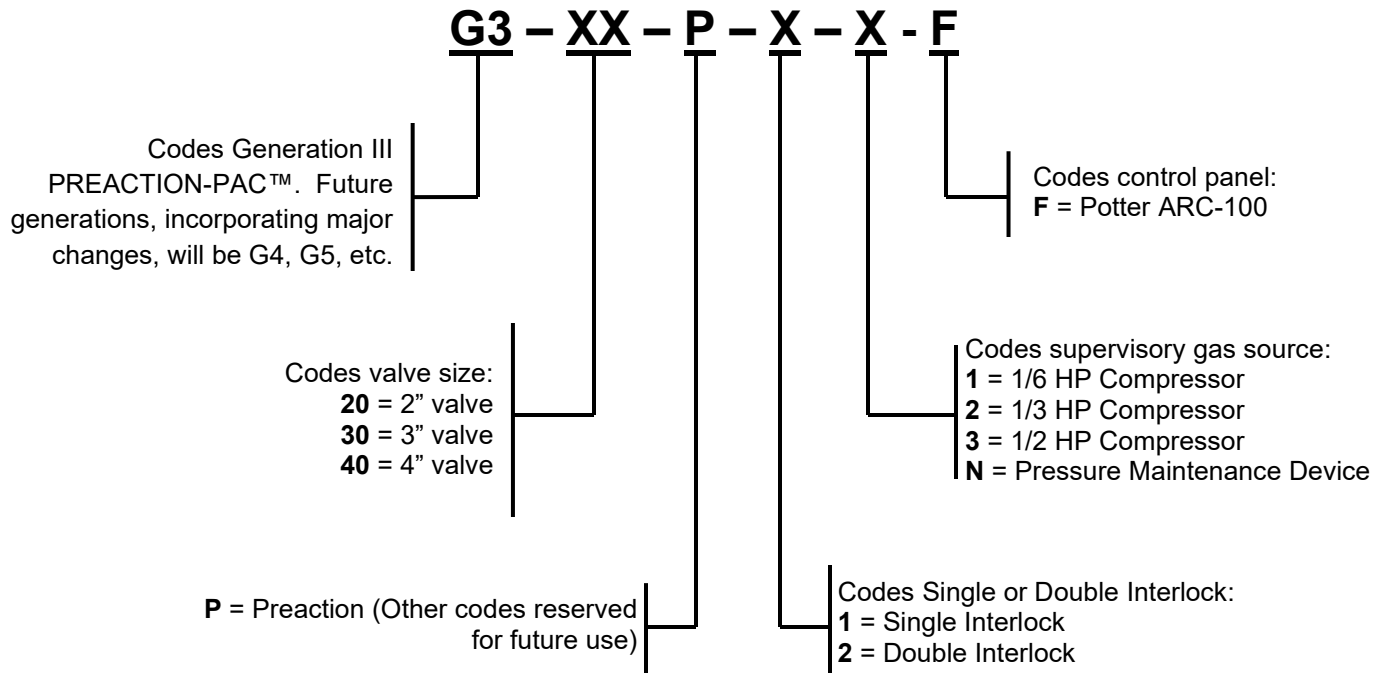 G3 – XX – P – X – X - F
Codes Generation III
PREACTION-PAC™. Future
generations, incorporating major
changes, will be G4, G5, etc.
Codes control panel:
F = Potter ARC-100
Codes valve size:
20 = 2” valve
30 = 3” valve
40 = 4” valve
Codes supervisory gas source:
1 = 1/6 HP Compressor
2 = 1/3 HP Compressor
3 = 1/2 HP Compressor
N = Pressure Maintenance Device
P = Preaction (Other codes reserved
for future use)
Codes Single or Double Interlock:
1 = Single Interlock
2 = Double Interlock